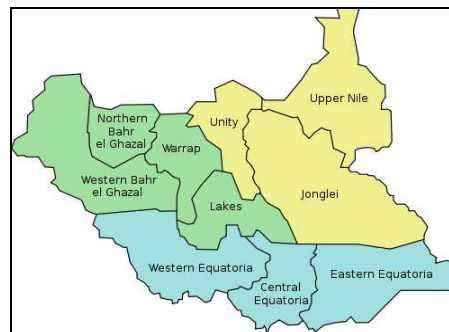 Upper Nile
Northern
Bahr
el Ghazal
Unity
Warrap
Western Bahr
el Ghazal
Jonglei
Lakes
Western Equatoria
Eastern Equatoria
Central
Equatoria